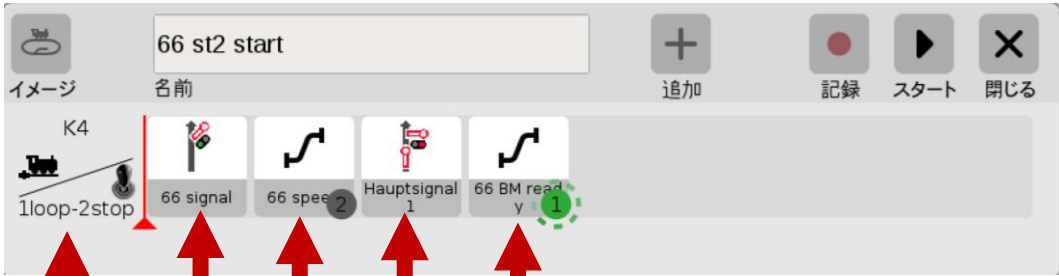 66 st2 start
イメージ
名前
追加
記録
スタート
閉じる
K4
1loop-2stop
66 signal
66 spee
2
Hauptsignal
1
66 BM read
y
1